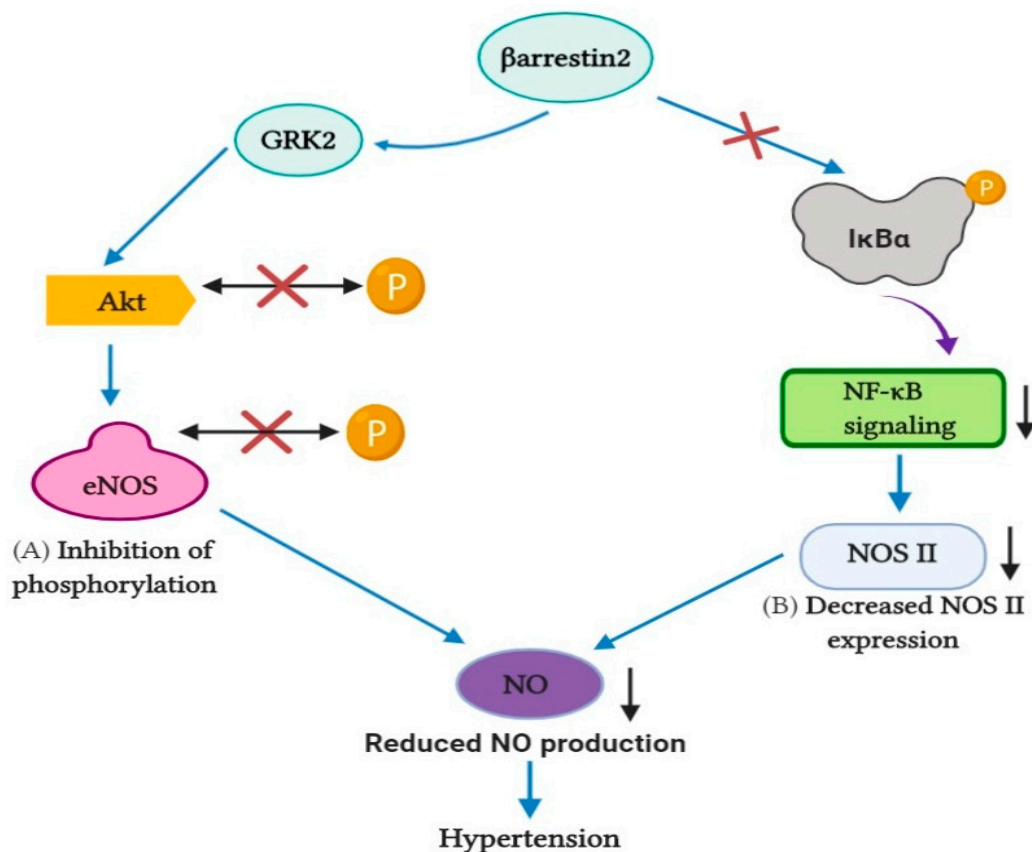 βarrestin2
GRK2
P
IκBα
Akt
P
NF-κB
signaling
P
eNOS
(A) Inhibition of
phosphorylation
NOS II
(B) Decreased NOS II
expression
NO
Reduced NO production
Hypertension